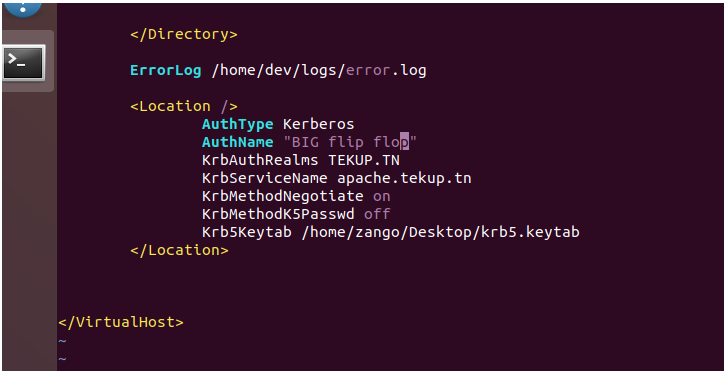 </Directory>
ErrorLog /home/dev/logs/error.log
<Location />
AuthType Kerberos
AuthName "BIG flip flop"
KrbAuthRealms TEKUP.TN
KrbServiceName apache.tekup.tn
KrbMethodNegotiate on
KrbMethodK5Passwd off
Krb5Keytab /home/zango/Desktop/krb5.keytab
</Location>
</VirtualHost>
~
~